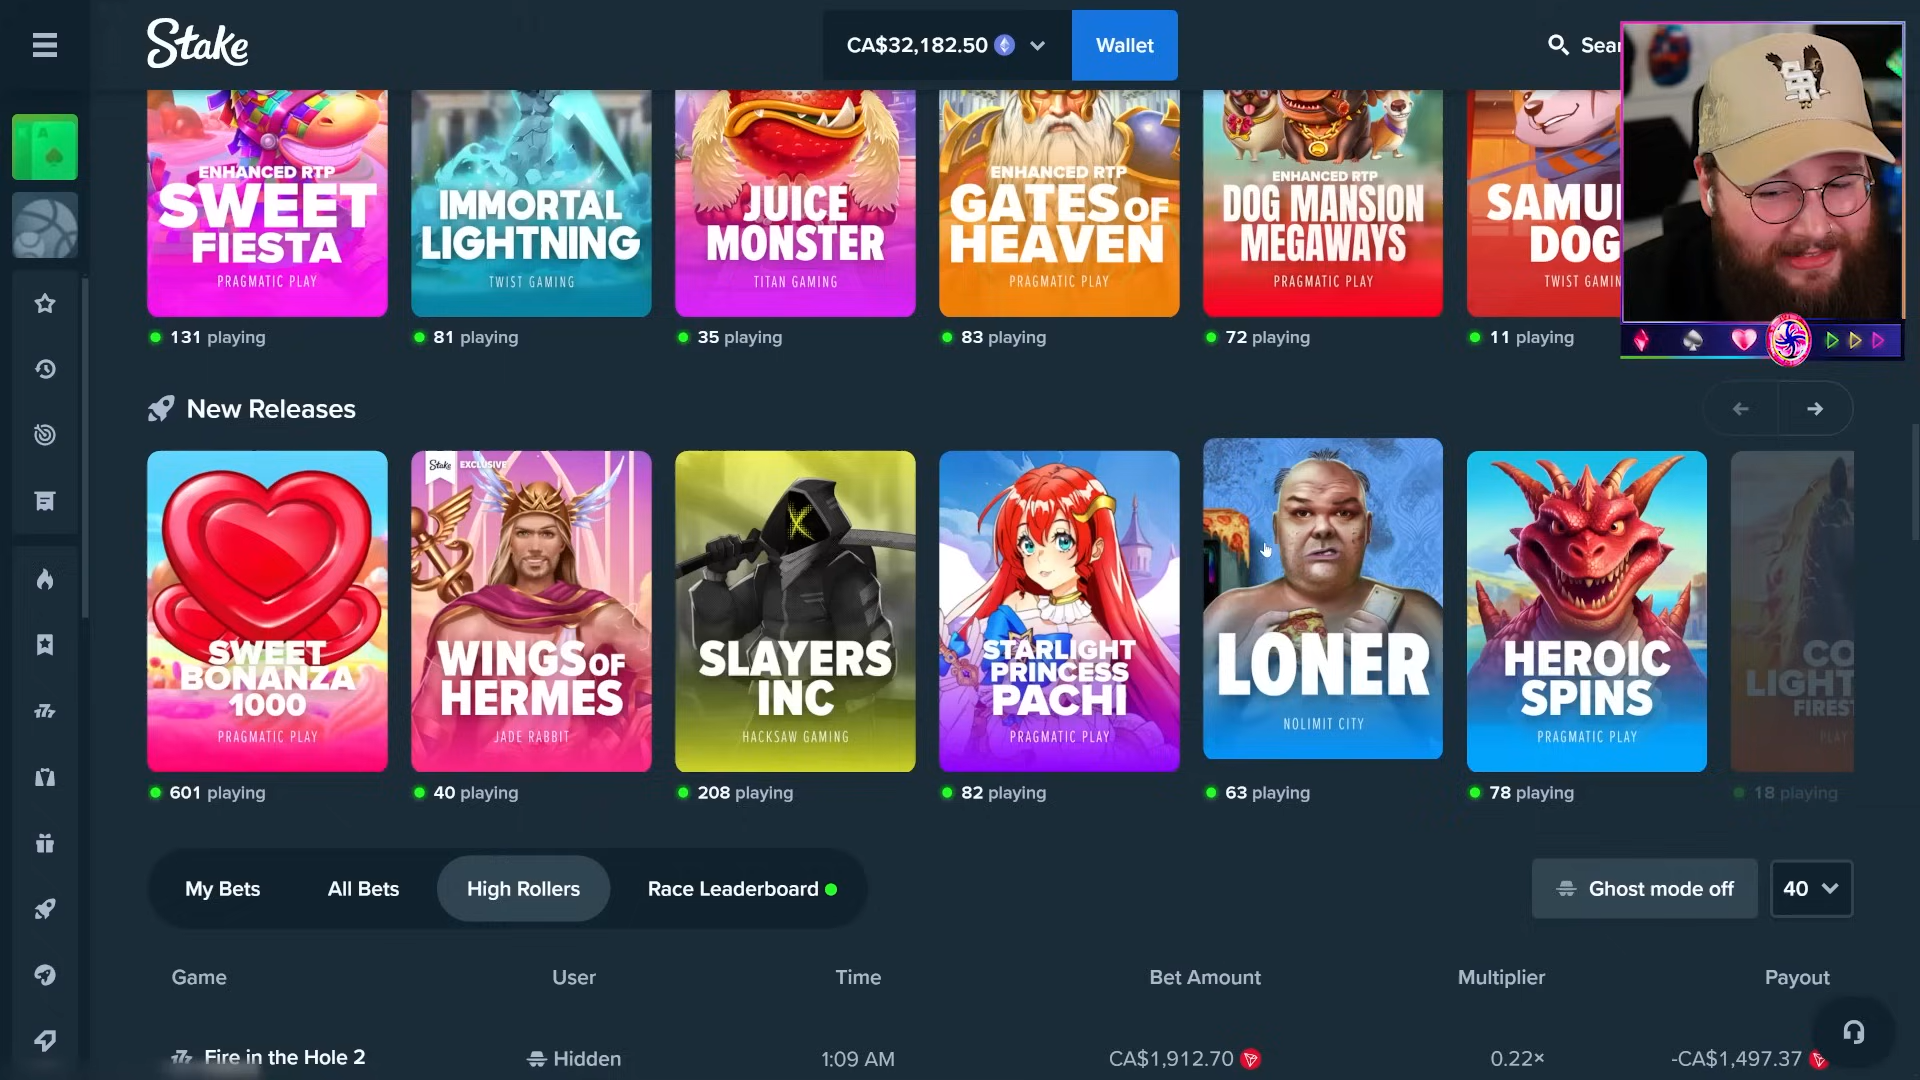 Stake
CA$32,182.50
Wallet
ENHANCED RTP
SWEET
FIESTA
PRAGMATIC PLAY
IMMORTAL
LIGHTNING
TWIST GAMING
JUICE
MONSTER
TITAN GAMING
ENHANCED RTP
GATES OF
HEAVEN
PRAGMATIC PLAY
ENHANCED RTP
DOG MANSION
MEGAWAYS
PRAGMATIC PLAY
DOG
TWIST
131 playing
81 playing
35 playing
83 playing
72 playing
11 playing
New Releases
SWEET
BONANZA
1000
PRAGMATIC PLAY
Stake EXCLUSIVE
WINGS OF
HERMES
JADE RABBIT
SLAYERS
INC
HACKSAW GAMING
STARLIGHT
PRINCESS
PACHI
PRAGMATIC PLAY
LONER
NOLIMIT CITY
HEROIC
SPINS
PRAGMATIC PLAY
601 playing
40 playing
208 playing
82 playing
63 playing
78 playing
18 playing
My Bets
All Bets
High Rollers
Race Leaderboard
Ghost mode off
40
Game User Time Bet Amount Multiplier Payout
Fire in the Hole 2 Hidden 1:09 AM CA$1,912.70 0.22× -CA$1,497.37